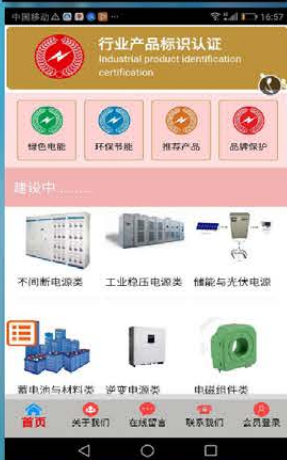 中国移动 16:57
行业产品标识认证
Industrial product identification
certification
绿色电能 环保节能 推荐产品 品牌保护
建设中.........
不间断电源类 工业稳压电源类 储能与光伏电源
蓄电池与材料类 逆变电源类 电磁组件类
首页 关于我们 在线留言 联系我们 会员登录